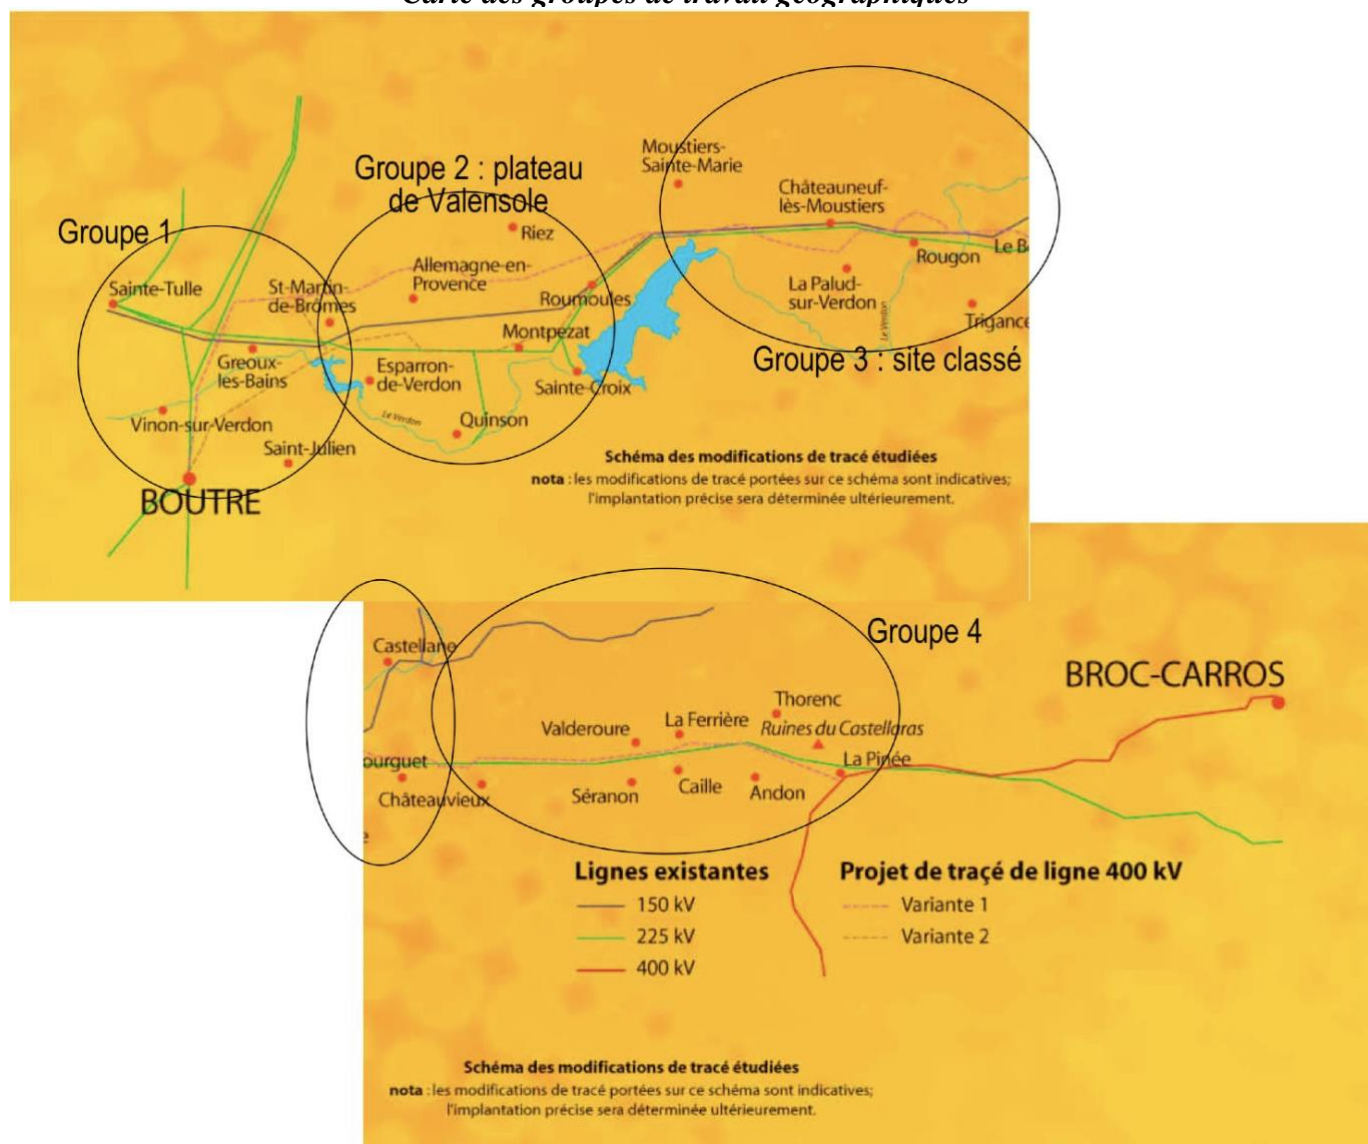 Carte des groupes de travail géographiques
Moustiers-
Sainte-Marie
Groupe 2 : plateau
de Valensole
Châteauneuf-
lès-Moustiers
Groupe 1
Riez
Rougon
Le B
Allemagne-en-
Provence
Sainte-Tulle
St-Martin-
de-Brômes
Roumoules
La Palud-
sur-Verdon
Le Verdon
Trigance
Montpezat
Groupe 3 : site classé
Greoux-
les-Bains
Esparron-
de-Verdon
Sainte-Croix
Le Verdon
Quinson
Vinon-sur-Verdon
Saint-Julien
BOUTRE
Schéma des modifications de tracé étudiées
nota : les modifications de tracé portées sur ce schéma sont indicatives;
l'implantation précise sera déterminée ultérieurement.
Groupe 4
Castellane
BROC-CARROS
Thorenc
La Ferrière
Valderoure
Ruines du Castellaras
ourguet
La Pinée
Châteauvieux
Séranon
Caille
Andon
e
Lignes existantes
150 kV
225 kV
400 kV
Projet de traçé de ligne 400 kV
Variante 1
Variante 2
Schéma des modifications de tracé étudiées
nota : les modifications de tracé portées sur ce schéma sont indicatives;
l'implantation précise sera déterminée ultérieurement.